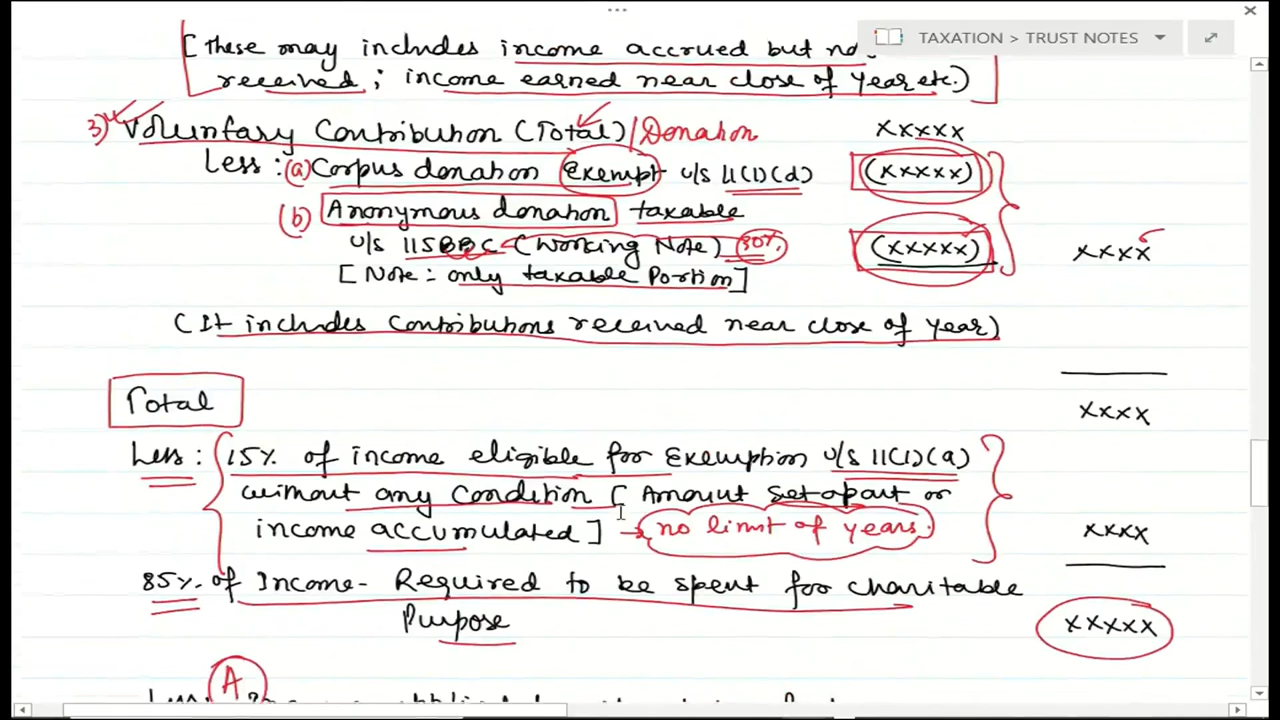 [These may includes income accrued but no
TAXATION > TRUST NOTES
received; income earned near close of year etc.)
3) Voluntary Contribution (Total) / Donation xxxxx
Less: (a) Corpus donation Exempt u/s 11(1)(d) (xxxxx)
(b) Anonymous donation taxable
u/s 115BBC (Working Note) 30% (xxxxx) xxxx
[Note: only taxable Portion]
(It includes Contributions received near close of year)
Total xxxx
Less: 15% of income eligible for Exemption u/s 11(1)(a)
without any Condition [Amount Set apart or
income accumulated] → no limit of years. xxxx
85% of Income - Required to be spent for charitable
Purpose xxxxx
A
Less: